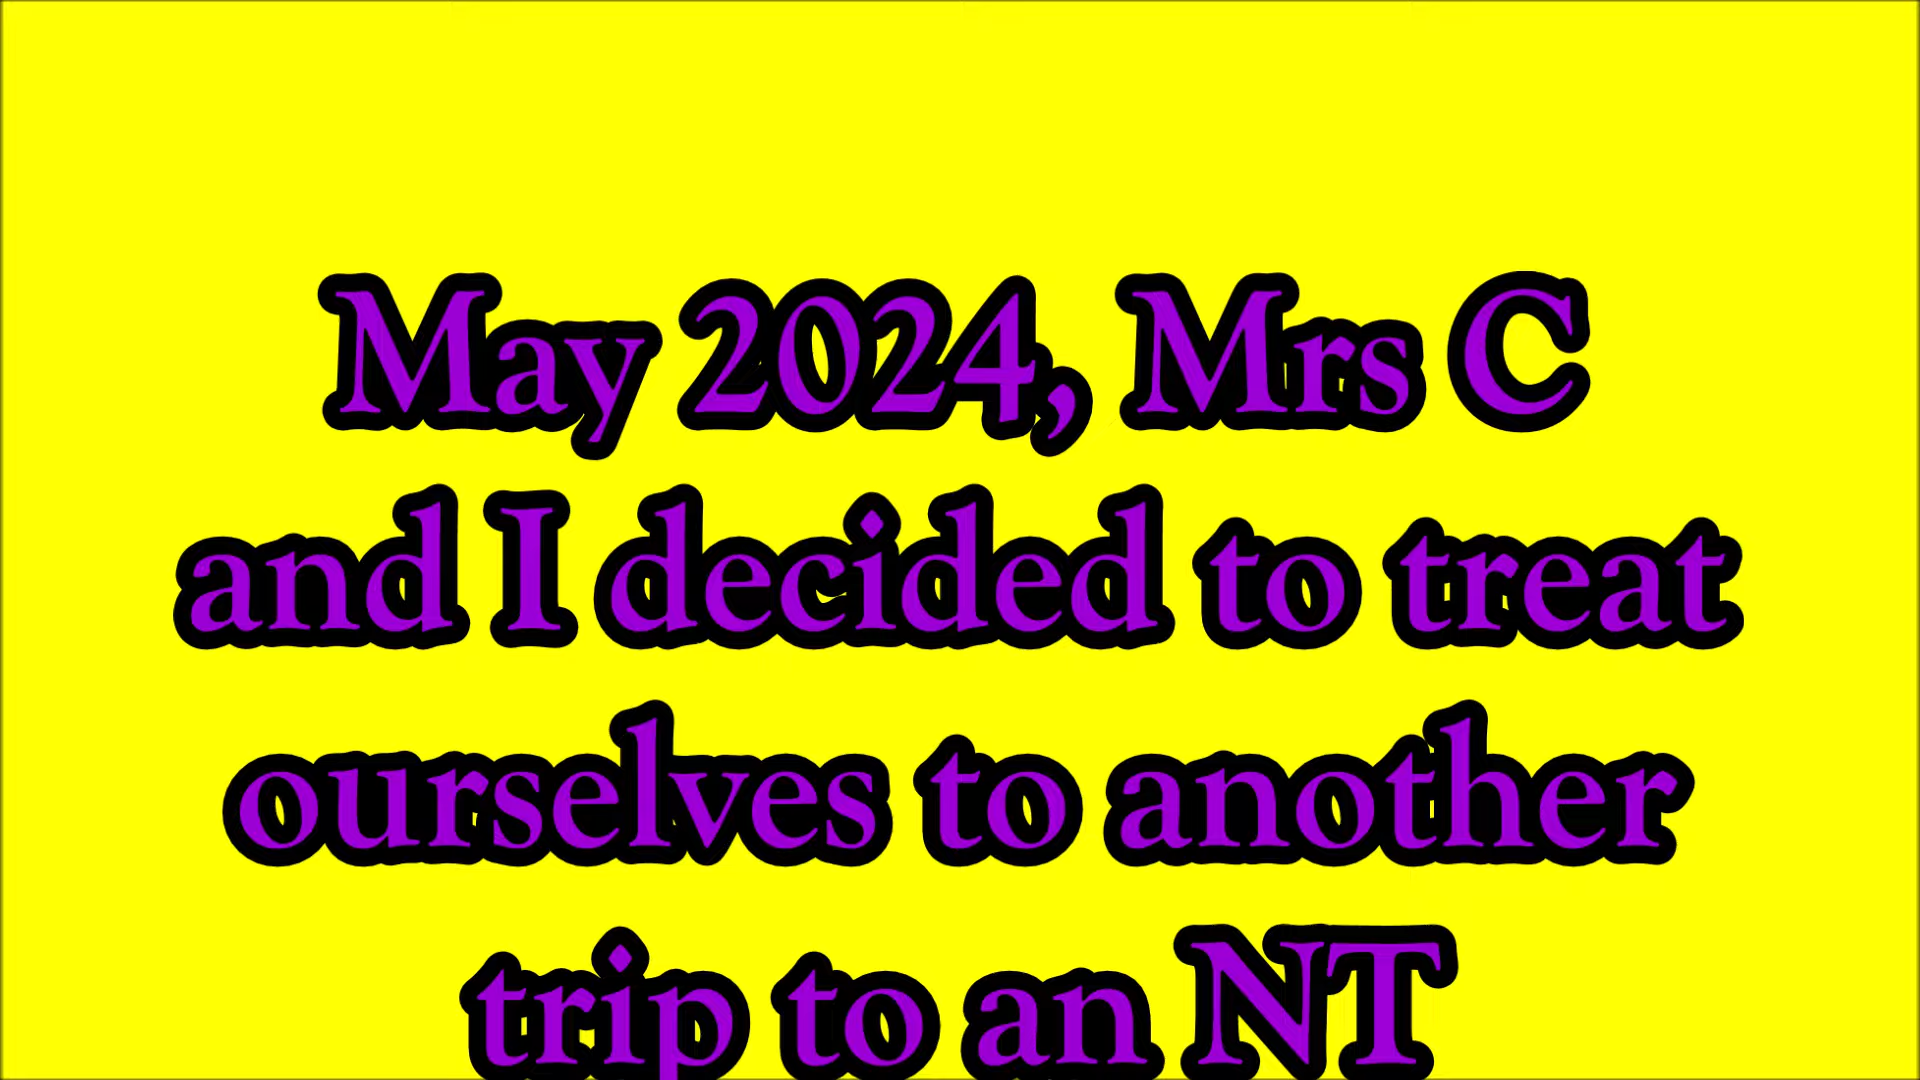 May 2024, Mrs C
and I decided to treat
ourselves to another
trip to an NT